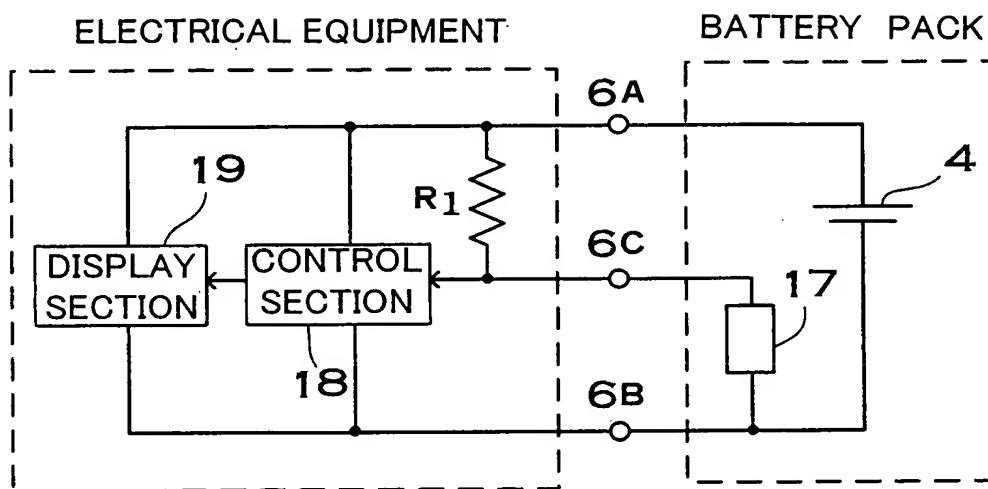 ELECTRICAL EQUIPMENT
BATTERY PACK
6A
19
4
R1
6C
DISPLAY SECTION
CONTROL SECTION
17
18
6B